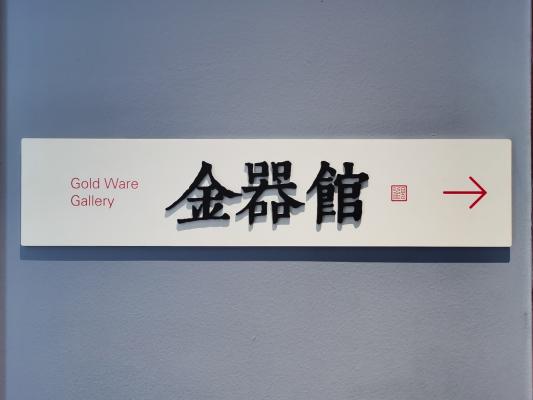 Gold Ware
Gallery
金器館